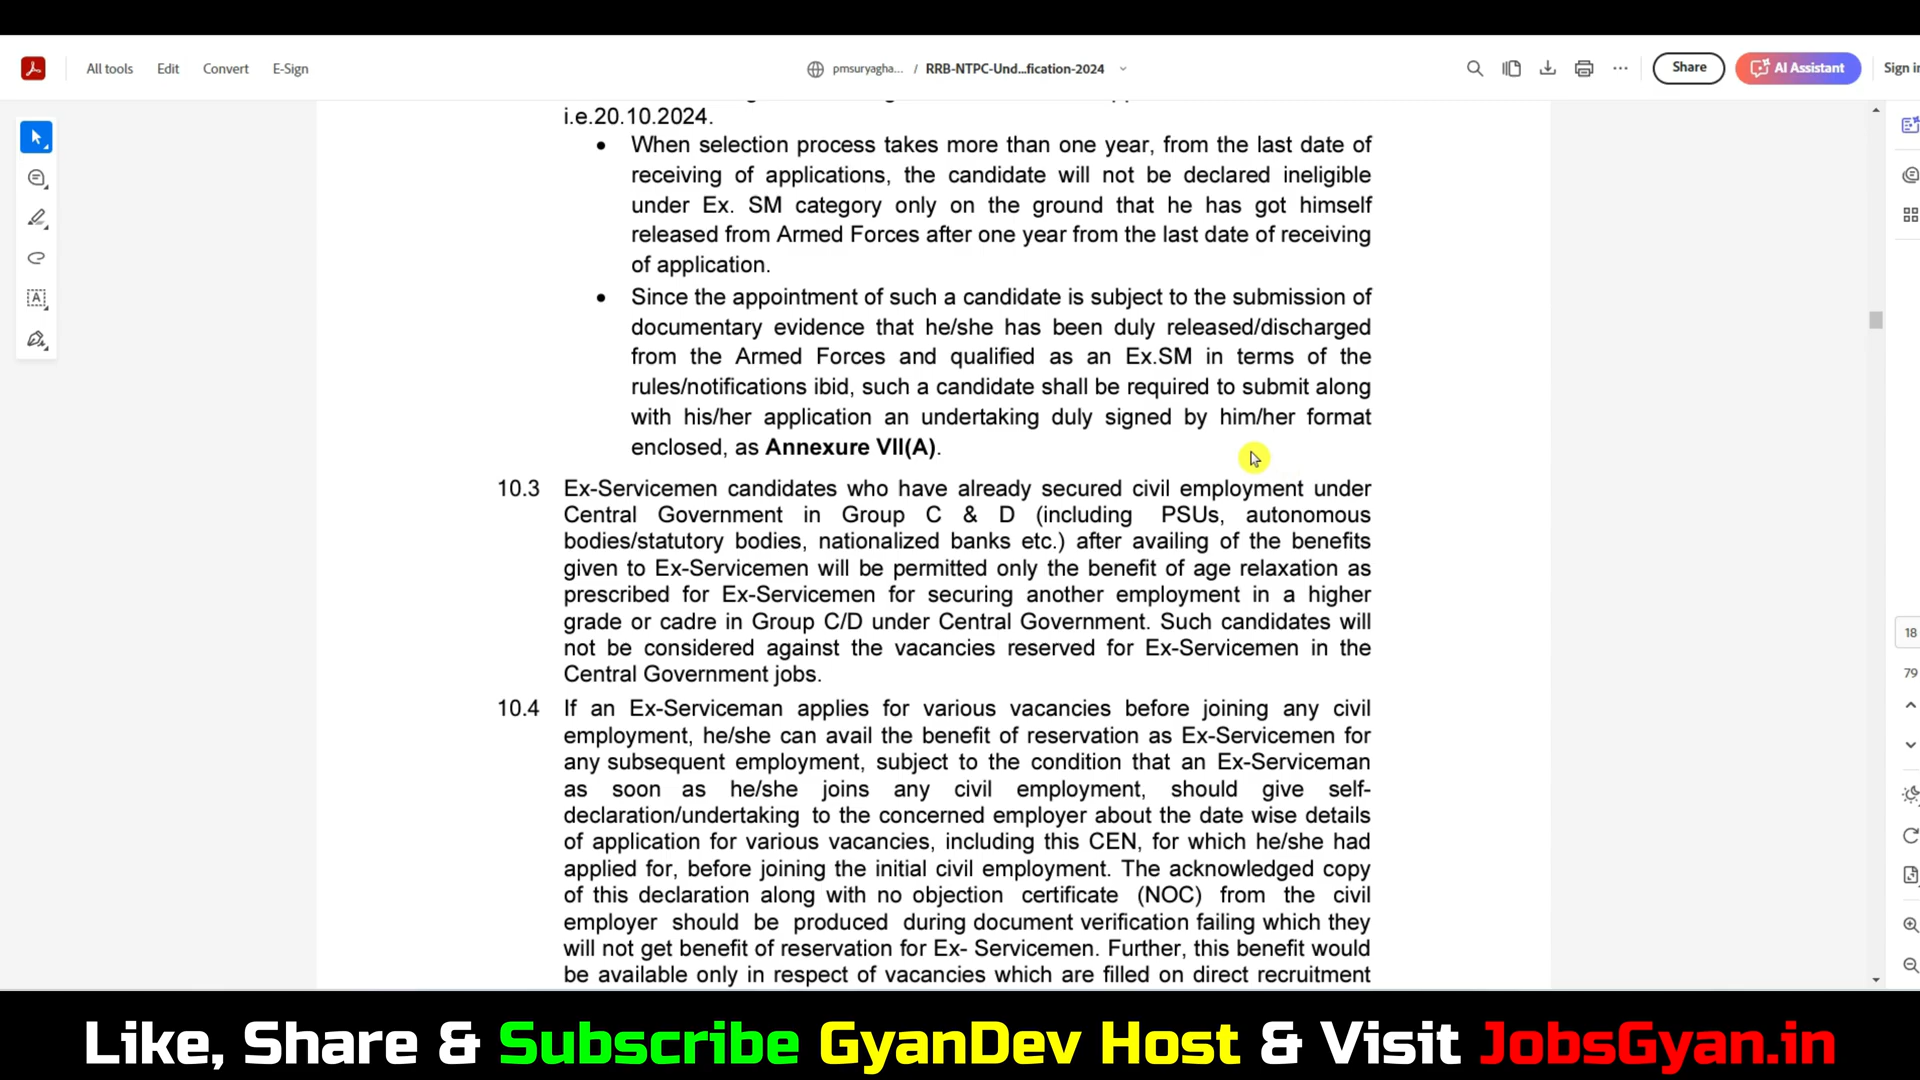 All tools Edit Convert E-Sign pmsuryagha... / RRB-NTPC-Und...fication-2024 Share AI Assistant Sign in
i.e.20.10.2024.
• When selection process takes more than one year, from the last date of
receiving of applications, the candidate will not be declared ineligible
under Ex. SM category only on the ground that he has got himself
released from Armed Forces after one year from the last date of receiving
of application.
• Since the appointment of such a candidate is subject to the submission of
documentary evidence that he/she has been duly released/discharged
from the Armed Forces and qualified as an Ex.SM in terms of the
rules/notifications ibid, such a candidate shall be required to submit along
with his/her application an undertaking duly signed by him/her format
enclosed, as Annexure VII(A).
10.3 Ex-Servicemen candidates who have already secured civil employment under
Central Government in Group C & D (including PSUs, autonomous
bodies/statutory bodies, nationalized banks etc.) after availing of the benefits
given to Ex-Servicemen will be permitted only the benefit of age relaxation as
prescribed for Ex-Servicemen for securing another employment in a higher
grade or cadre in Group C/D under Central Government. Such candidates will
not be considered against the vacancies reserved for Ex-Servicemen in the
Central Government jobs.
18
79
10.4 If an Ex-Serviceman applies for various vacancies before joining any civil
employment, he/she can avail the benefit of reservation as Ex-Servicemen for
any subsequent employment, subject to the condition that an Ex-Serviceman
as soon as he/she joins any civil employment, should give self-
declaration/undertaking to the concerned employer about the date wise details
of application for various vacancies, including this CEN, for which he/she had
applied for, before joining the initial civil employment. The acknowledged copy
of this declaration along with no objection certificate (NOC) from the civil
employer should be produced during document verification failing which they
will not get benefit of reservation for Ex- Servicemen. Further, this benefit would
be available only in respect of vacancies which are filled on direct recruitment
Like, Share & Subscribe GyanDev Host & Visit JobsGyan.in